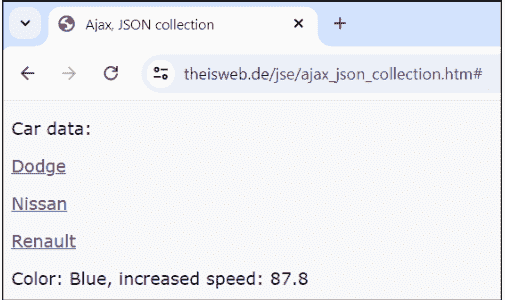 Ajax, JSON collection
theisweb.de/jse/ajax_json_collection.htm#
Car data:
Dodge
Nissan
Renault
Color: Blue, increased speed: 87.8